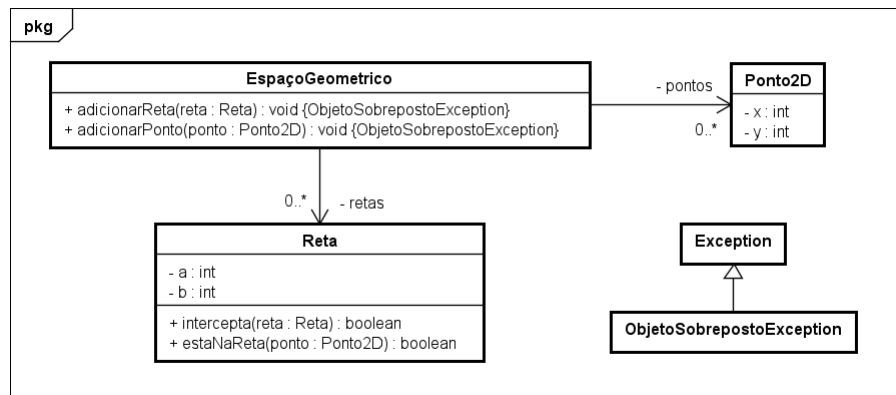 pkg
EspaçoGeometrico
+ adicionarReta(reta : Reta) : void {ObjetoSobrepostoException}
+ adicionarPonto(ponto : Ponto2D) : void {ObjetoSobrepostoException}
- pontos
0..*
Ponto2D
- x : int
- y : int
0..*
- retas
Reta
- a : int
- b : int
+ intercepta(reta : Reta) : boolean
+ estaNaReta(ponto : Ponto2D) : boolean
Exception
ObjetoSobrepostoException